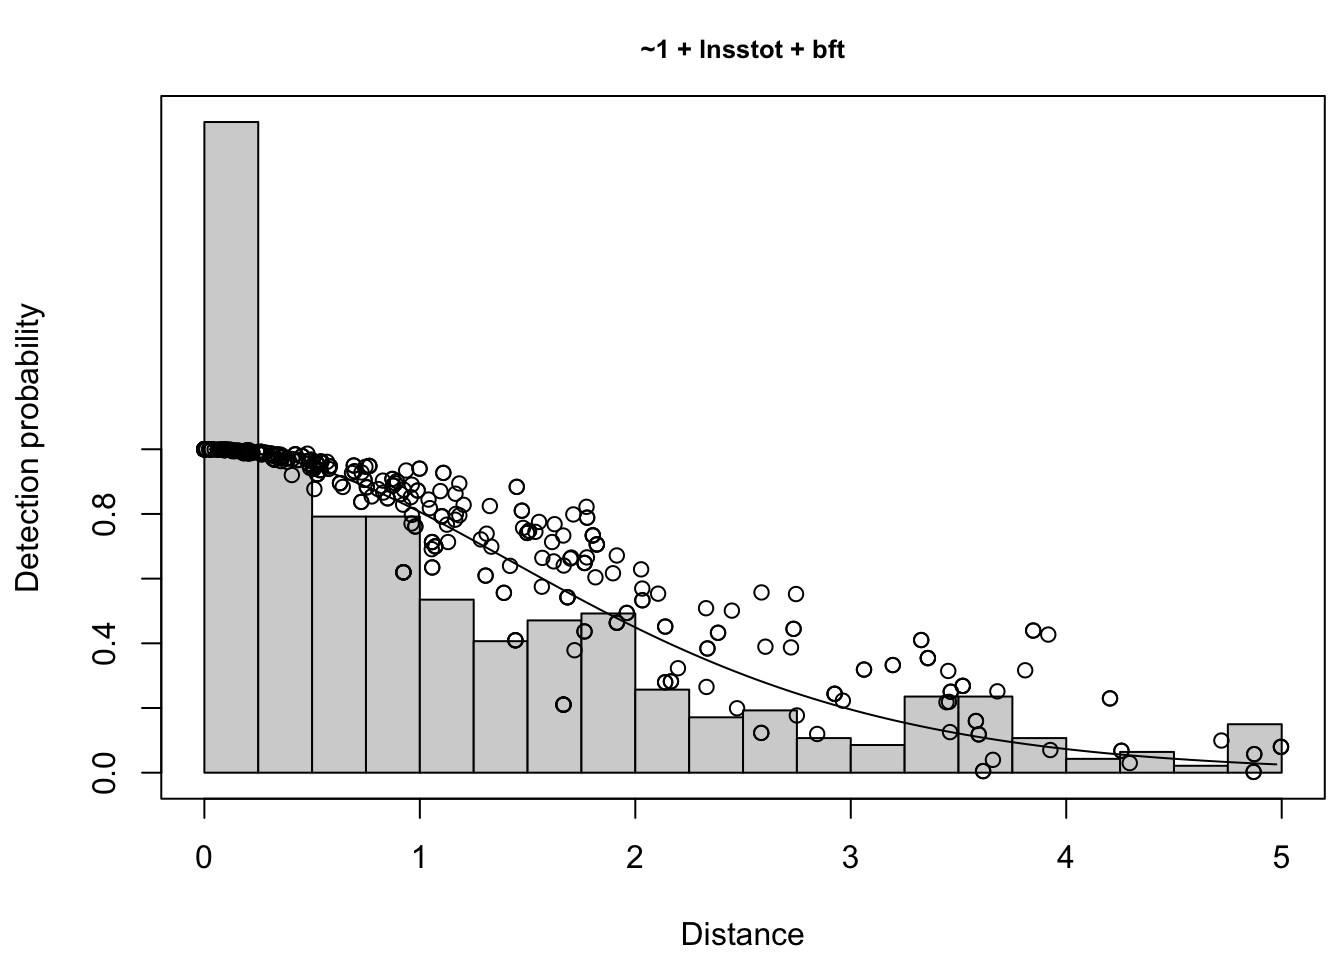 ~1 + lnsstot + bft
Detection probability
0.8
0.4
0.0
0 1 2 3 4 5
Distance